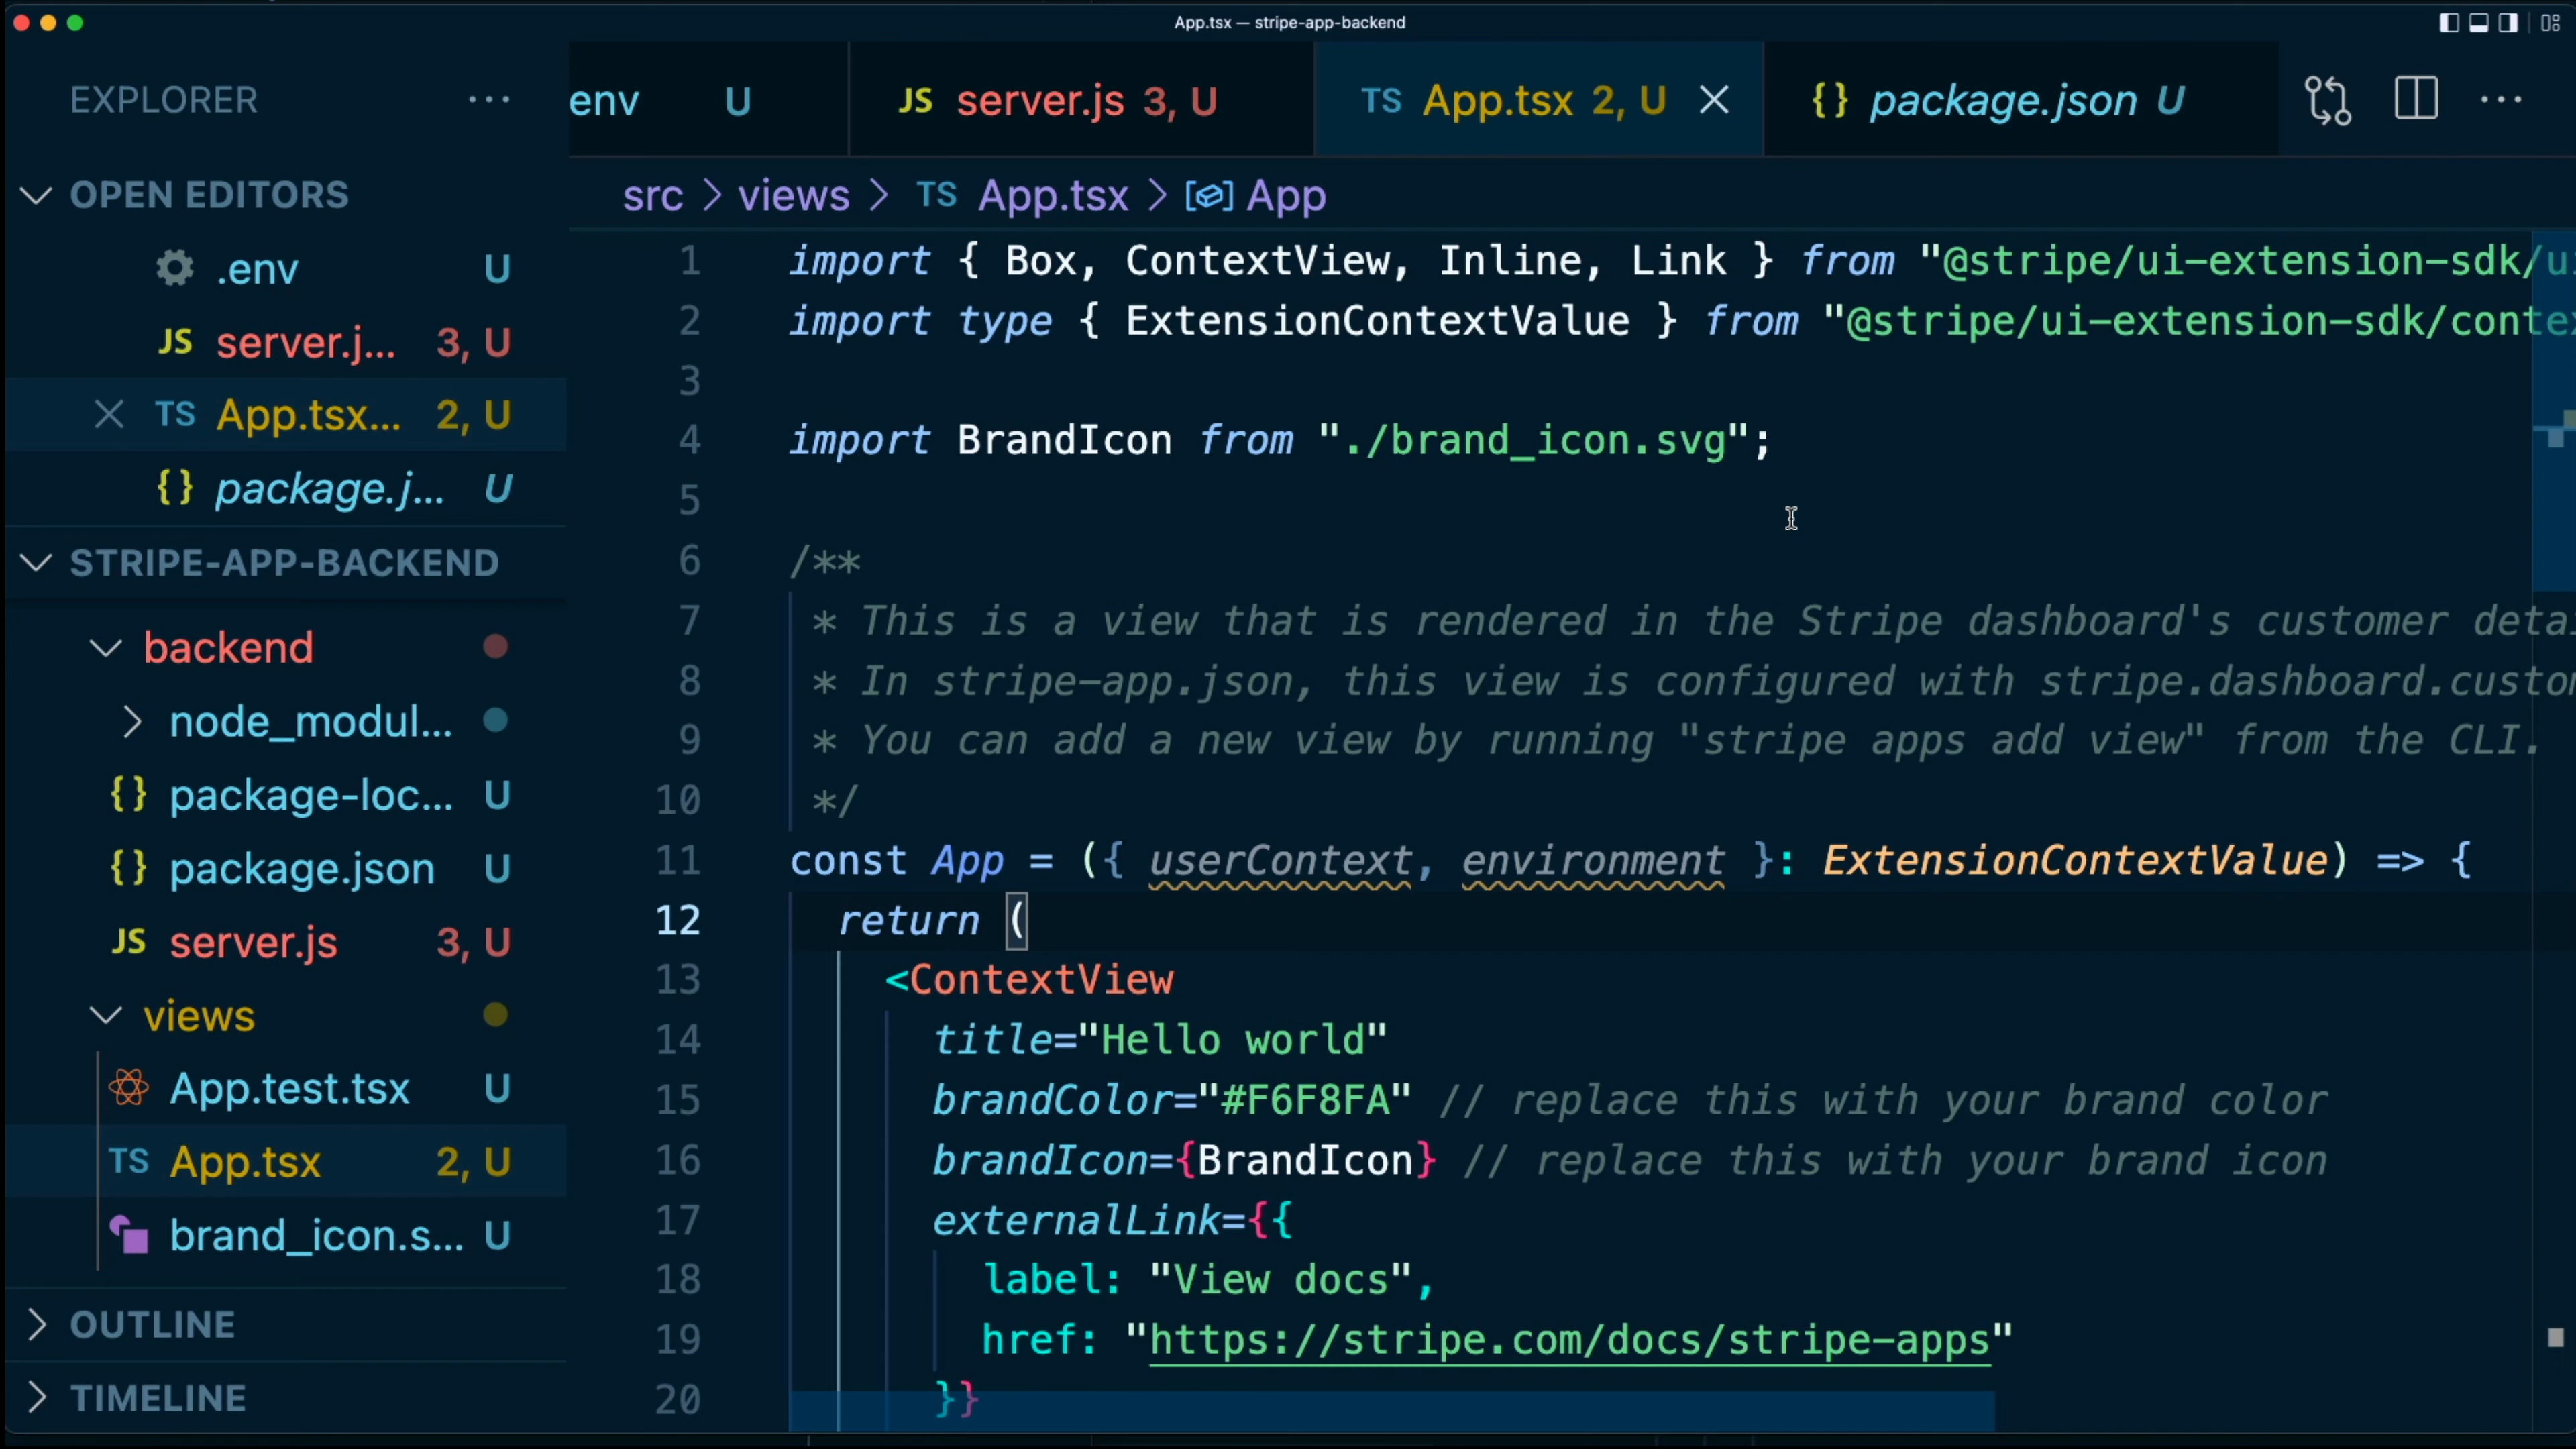 App.tsx — stripe-app-backend
EXPLORER
env U
JS server.js 3, U
TS App.tsx 2, U
{} package.json U
OPEN EDITORS
.env U
JS server.j... 3, U
TS App.tsx... 2, U
{} package.j... U
STRIPE-APP-BACKEND
backend
node_modul...
{} package-loc... U
{} package.json U
JS server.js 3, U
views
App.test.tsx U
TS App.tsx 2, U
brand_icon.s... U
OUTLINE
TIMELINE
src > views > TS App.tsx > App
1 import { Box, ContextView, Inline, Link } from "@stripe/ui-extension-sdk/u
2 import type { ExtensionContextValue } from "@stripe/ui-extension-sdk/conte
3
4 import BrandIcon from "./brand_icon.svg";
5
6 /**
7 * This is a view that is rendered in the Stripe dashboard's customer deta
8 * In stripe-app.json, this view is configured with stripe.dashboard.custo
9 * You can add a new view by running "stripe apps add view" from the CLI.
10 */
11 const App = ({ userContext, environment }: ExtensionContextValue) => {
12 return (
13 <ContextView
14 title="Hello world"
15 brandColor="#F6F8FA" // replace this with your brand color
16 brandIcon={BrandIcon} // replace this with your brand icon
17 externalLink={{
18 label: "View docs",
19 href: "https://stripe.com/docs/stripe-apps"
20 }}